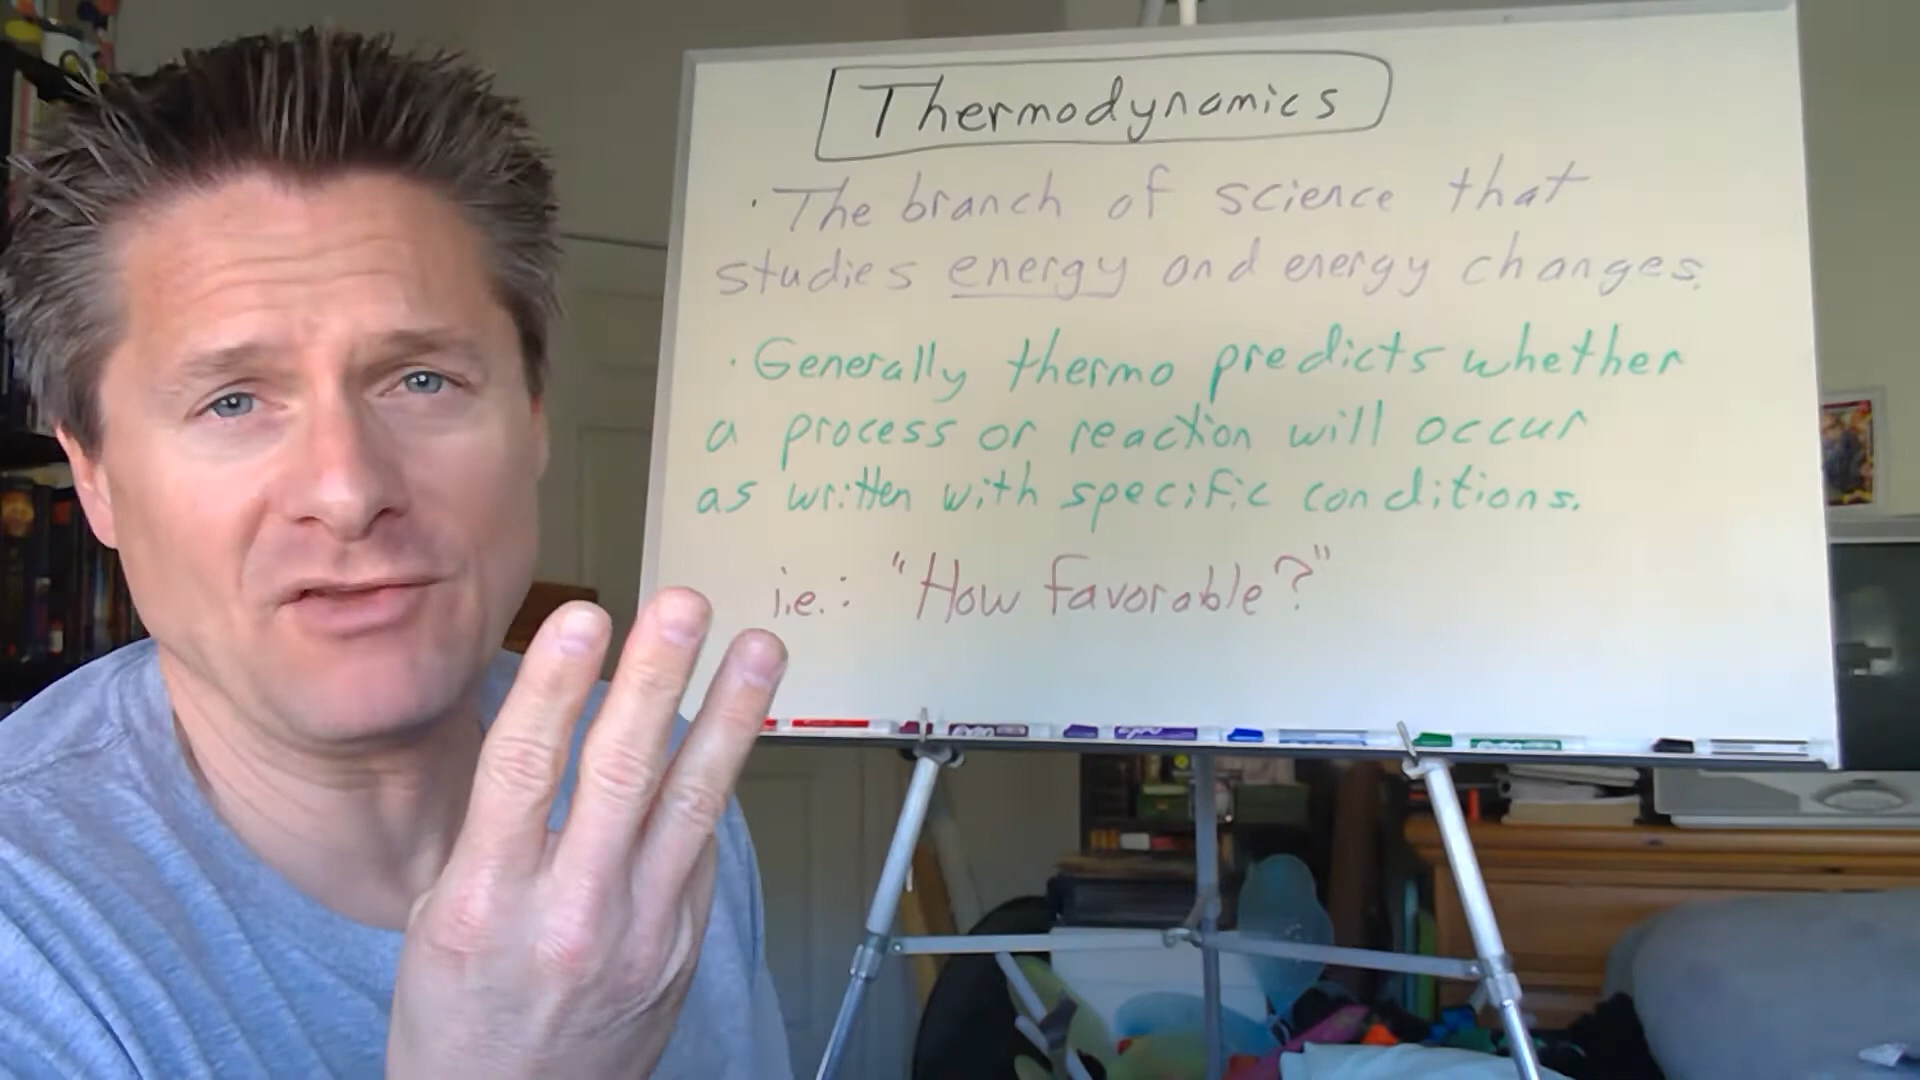 Thermodynamics
· The branch of science that
studies energy and energy changes.
· Generally thermo predicts whether
a process or reaction will occur
as written with specific conditions.
i.e.: "How favorable?"
expo